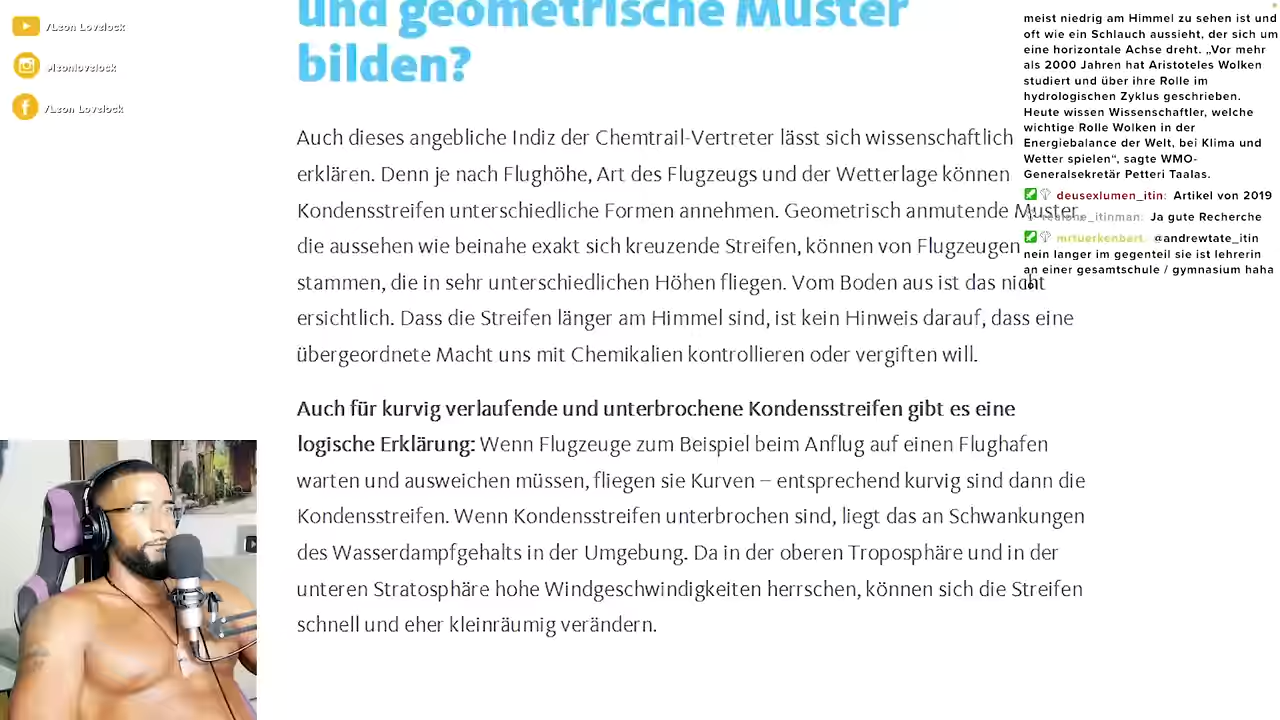 /Leon Lovelock
/leonlovelock
/Leon Lovelock
und geometrische Muster
bilden?
Auch dieses angebliche Indiz der Chemtrail-Vertreter lässt sich wissenschaftlich
erklären. Denn je nach Flughöhe, Art des Flugzeugs und der Wetterlage können
Kondensstreifen unterschiedliche Formen annehmen. Geometrisch anmutende Muster,
die aussehen wie beinahe exakt sich kreuzende Streifen, können von Flugzeugen
stammen, die in sehr unterschiedlichen Höhen fliegen. Vom Boden aus ist das nicht
ersichtlich. Dass die Streifen länger am Himmel sind, ist kein Hinweis darauf, dass eine
übergeordnete Macht uns mit Chemikalien kontrollieren oder vergiften will.
Auch für kurvig verlaufende und unterbrochene Kondensstreifen gibt es eine
logische Erklärung: Wenn Flugzeuge zum Beispiel beim Anflug auf einen Flughafen
warten und ausweichen müssen, fliegen sie Kurven – entsprechend kurvig sind dann die
Kondensstreifen. Wenn Kondensstreifen unterbrochen sind, liegt das an Schwankungen
des Wasserdampfgehalts in der Umgebung. Da in der oberen Troposphäre und in der
unteren Stratosphäre hohe Windgeschwindigkeiten herrschen, können sich die Streifen
schnell und eher kleinräumig verändern.
meist niedrig am Himmel zu sehen ist und
oft wie ein Schlauch aussieht, der sich um
eine horizontale Achse dreht. „Vor mehr
als 2000 Jahren hat Aristoteles Wolken
studiert und über ihre Rolle im
hydrologischen Zyklus geschrieben.
Heute wissen Wissenschaftler, welche
wichtige Rolle Wolken in der
Energiebalance der Welt, bei Klima und
Wetter spielen“, sagte WMO-
Generalsekretär Petteri Taalas.
deusexlumen_itin: Artikel von 2019
Ja gute Recherche
mrtuerkenbart: @andrewtate_itin
nein langer im gegenteil sie ist lehrerin
an einer gesamtschule / gymnasium haha